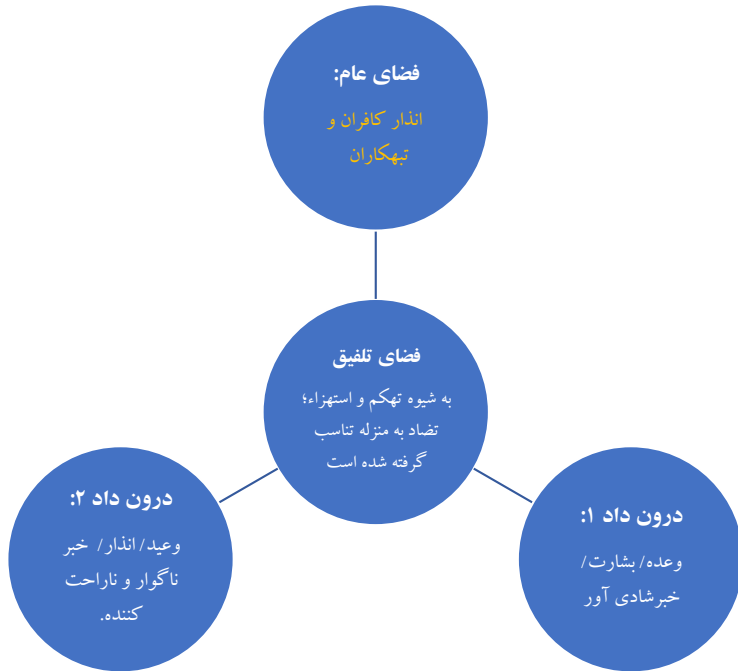 فضای عام:
انذار کافران و
تبهکاران
فضای تلفیق
به شیوه تهکم و استهزاء؛
تضاد به منزله تناسب
گرفته شده است
درون داد ۱:
وعده/ بشارت/
خبرشادی آور
درون داد ۲:
وعید/ انذار/ خبر
ناگوار و ناراحت
کننده.